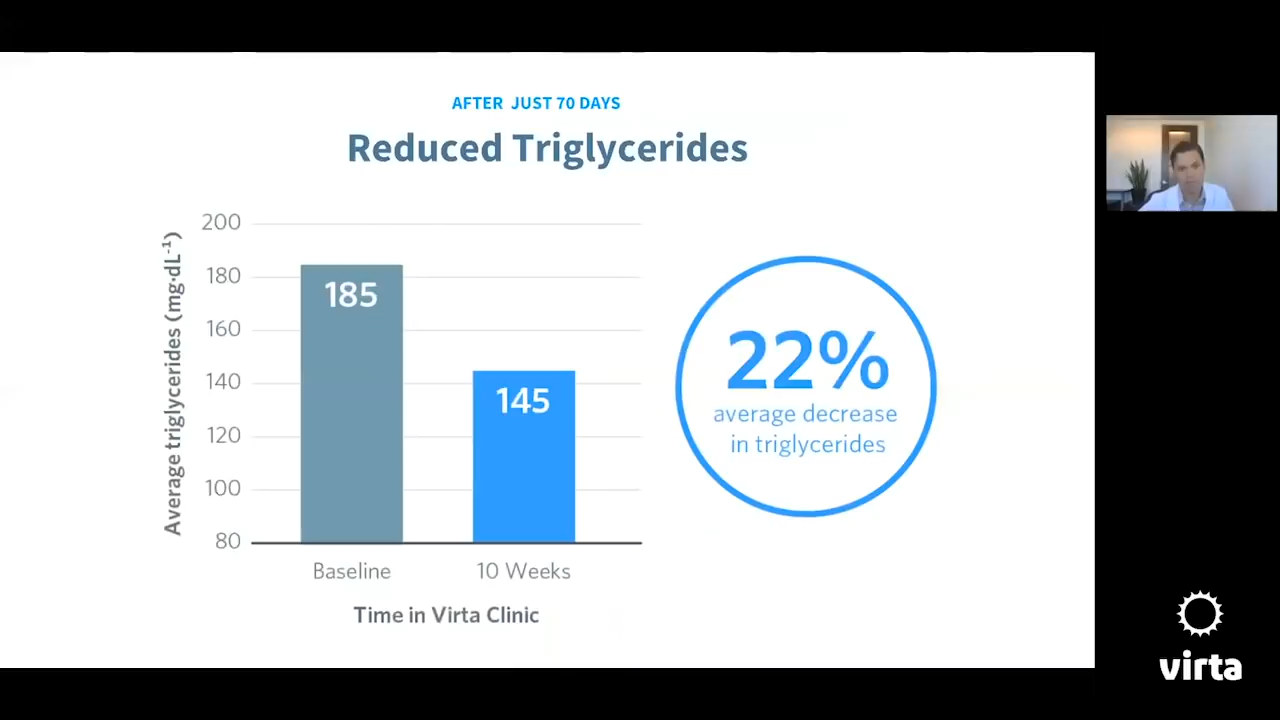 AFTER JUST 70 DAYS
Reduced Triglycerides
Average triglycerides (mg·dL⁻¹)
200
180
160
140
120
100
80
185
145
Baseline
10 Weeks
Time in Virta Clinic
22%
average decrease
in triglycerides
virta